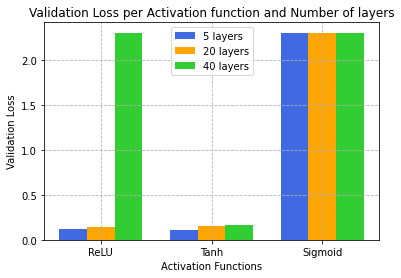 Validation Loss per Activation function and Number of layers
5 layers
20 layers
40 layers
Validation Loss
2.0
1.5
1.0
0.5
0.0
ReLU Tanh Sigmoid
Activation Functions